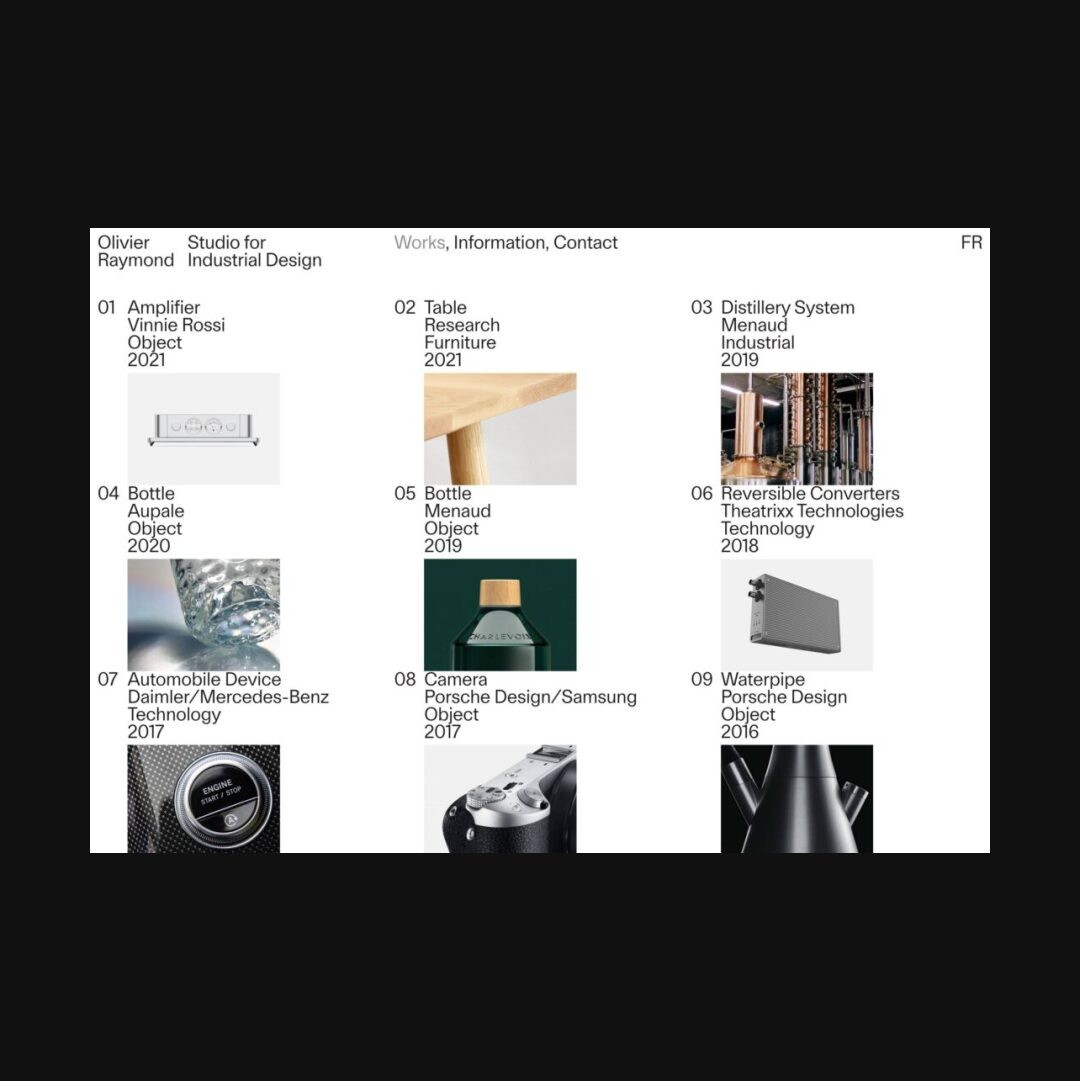 Olivier
Raymond
Studio for
Industrial Design
Works, Information, Contact
FR
01 Amplifier
Vinnie Rossi
Object
2021
02 Table
Research
Furniture
2021
03 Distillery System
Menaud
Industrial
2019
04 Bottle
Aupale
Object
2020
05 Bottle
Menaud
Object
2019
CHARLEVOIX
06 Reversible Converters
Theatrixx Technologies
Technology
2018
07 Automobile Device
Daimler/Mercedes-Benz
Technology
2017
ENGINE
START / STOP
A
08 Camera
Porsche Design/Samsung
Object
2017
09 Waterpipe
Porsche Design
Object
2016